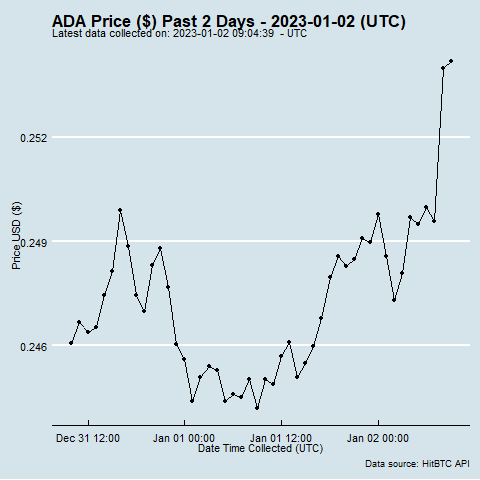 ADA Price ($) Past 2 Days - 2023-01-02 (UTC)
Latest data collected on: 2023-01-02 09:04:39  - UTC
0.252
0.249
0.246
Price USD ($)
Dec 31 12:00
Jan 01 00:00
Jan 01 12:00
Jan 02 00:00
Date Time Collected (UTC)
Data source: HitBTC API